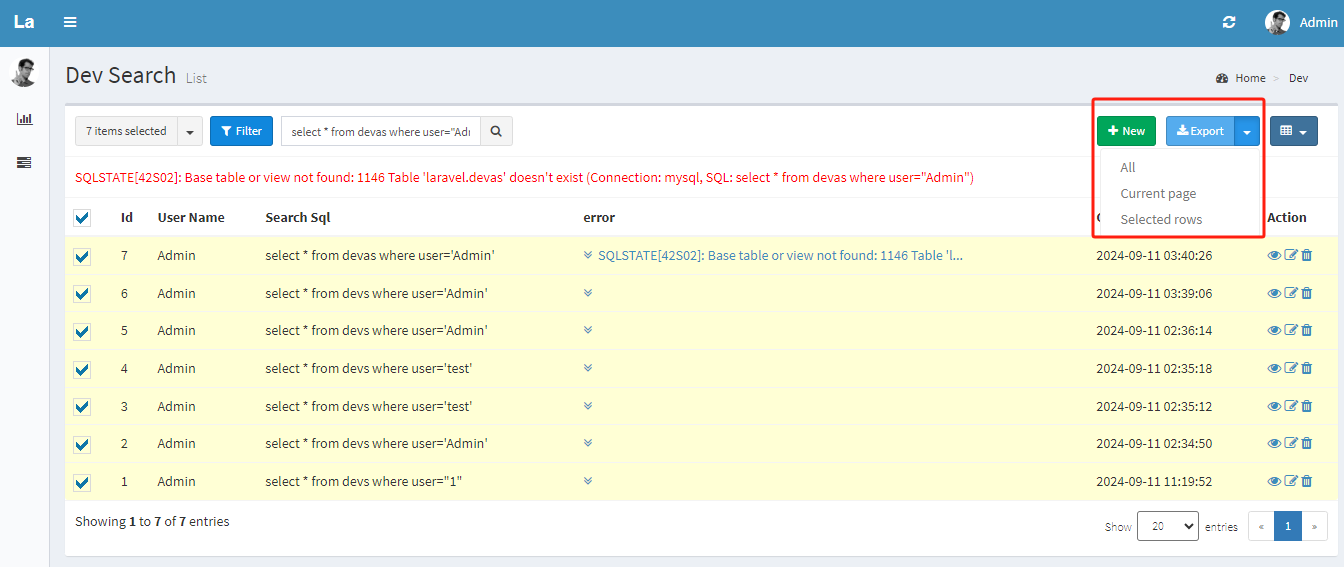 La
Admin
Dev Search List
Home > Dev
7 items selected
Filter
select * from devas where user="Adr
New
Export
All
Current page
Selected rows
SQLSTATE[42S02]: Base table or view not found: 1146 Table 'laravel.devas' doesn't exist (Connection: mysql, SQL: select * from devas where user="Admin")
Id User Name Search Sql error Action
7 Admin select * from devas where user='Admin' SQLSTATE[42S02]: Base table or view not found: 1146 Table 'l... 2024-09-11 03:40:26
6 Admin select * from devs where user='Admin' 2024-09-11 03:39:06
5 Admin select * from devs where user='Admin' 2024-09-11 02:36:14
4 Admin select * from devs where user='test' 2024-09-11 02:35:18
3 Admin select * from devs where user='test' 2024-09-11 02:35:12
2 Admin select * from devs where user='Admin' 2024-09-11 02:34:50
1 Admin select * from devs where user="1" 2024-09-11 11:19:52
Showing 1 to 7 of 7 entries
Show 20 entries « 1 »